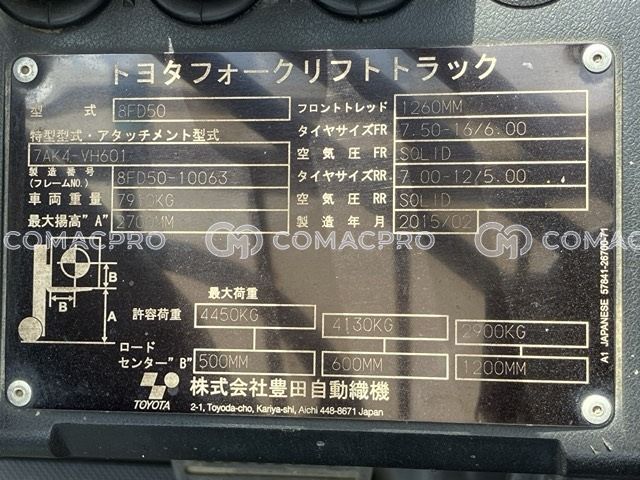 トヨタフォークリフトトラック
型式 8FD50 フロントトレッド 1260MM
特型型式・アタッチメント型式 タイヤサイズFR 7.50-16/6.00
7AK4-VH601 空気圧 FR SOLID
製造番号 (フレームNO.) 8FD50-10063 タイヤサイズRR 7.00-12/5.00
車両重量 空気圧 RR SOLID
最大揚高"A" 製造年月 2015/02
COMACPRO COMACPRO COMACPRO
B
B
A
最大荷重
許容荷重 4450KG 4130KG 2900KG
ロードセンター"B" 500MM 600MM 1200MM
TOYOTA 株式会社豊田自動織機
2-1, Toyoda-cho, Kariya-shi, Aichi 448-8671 Japan
A1 JAPANESE